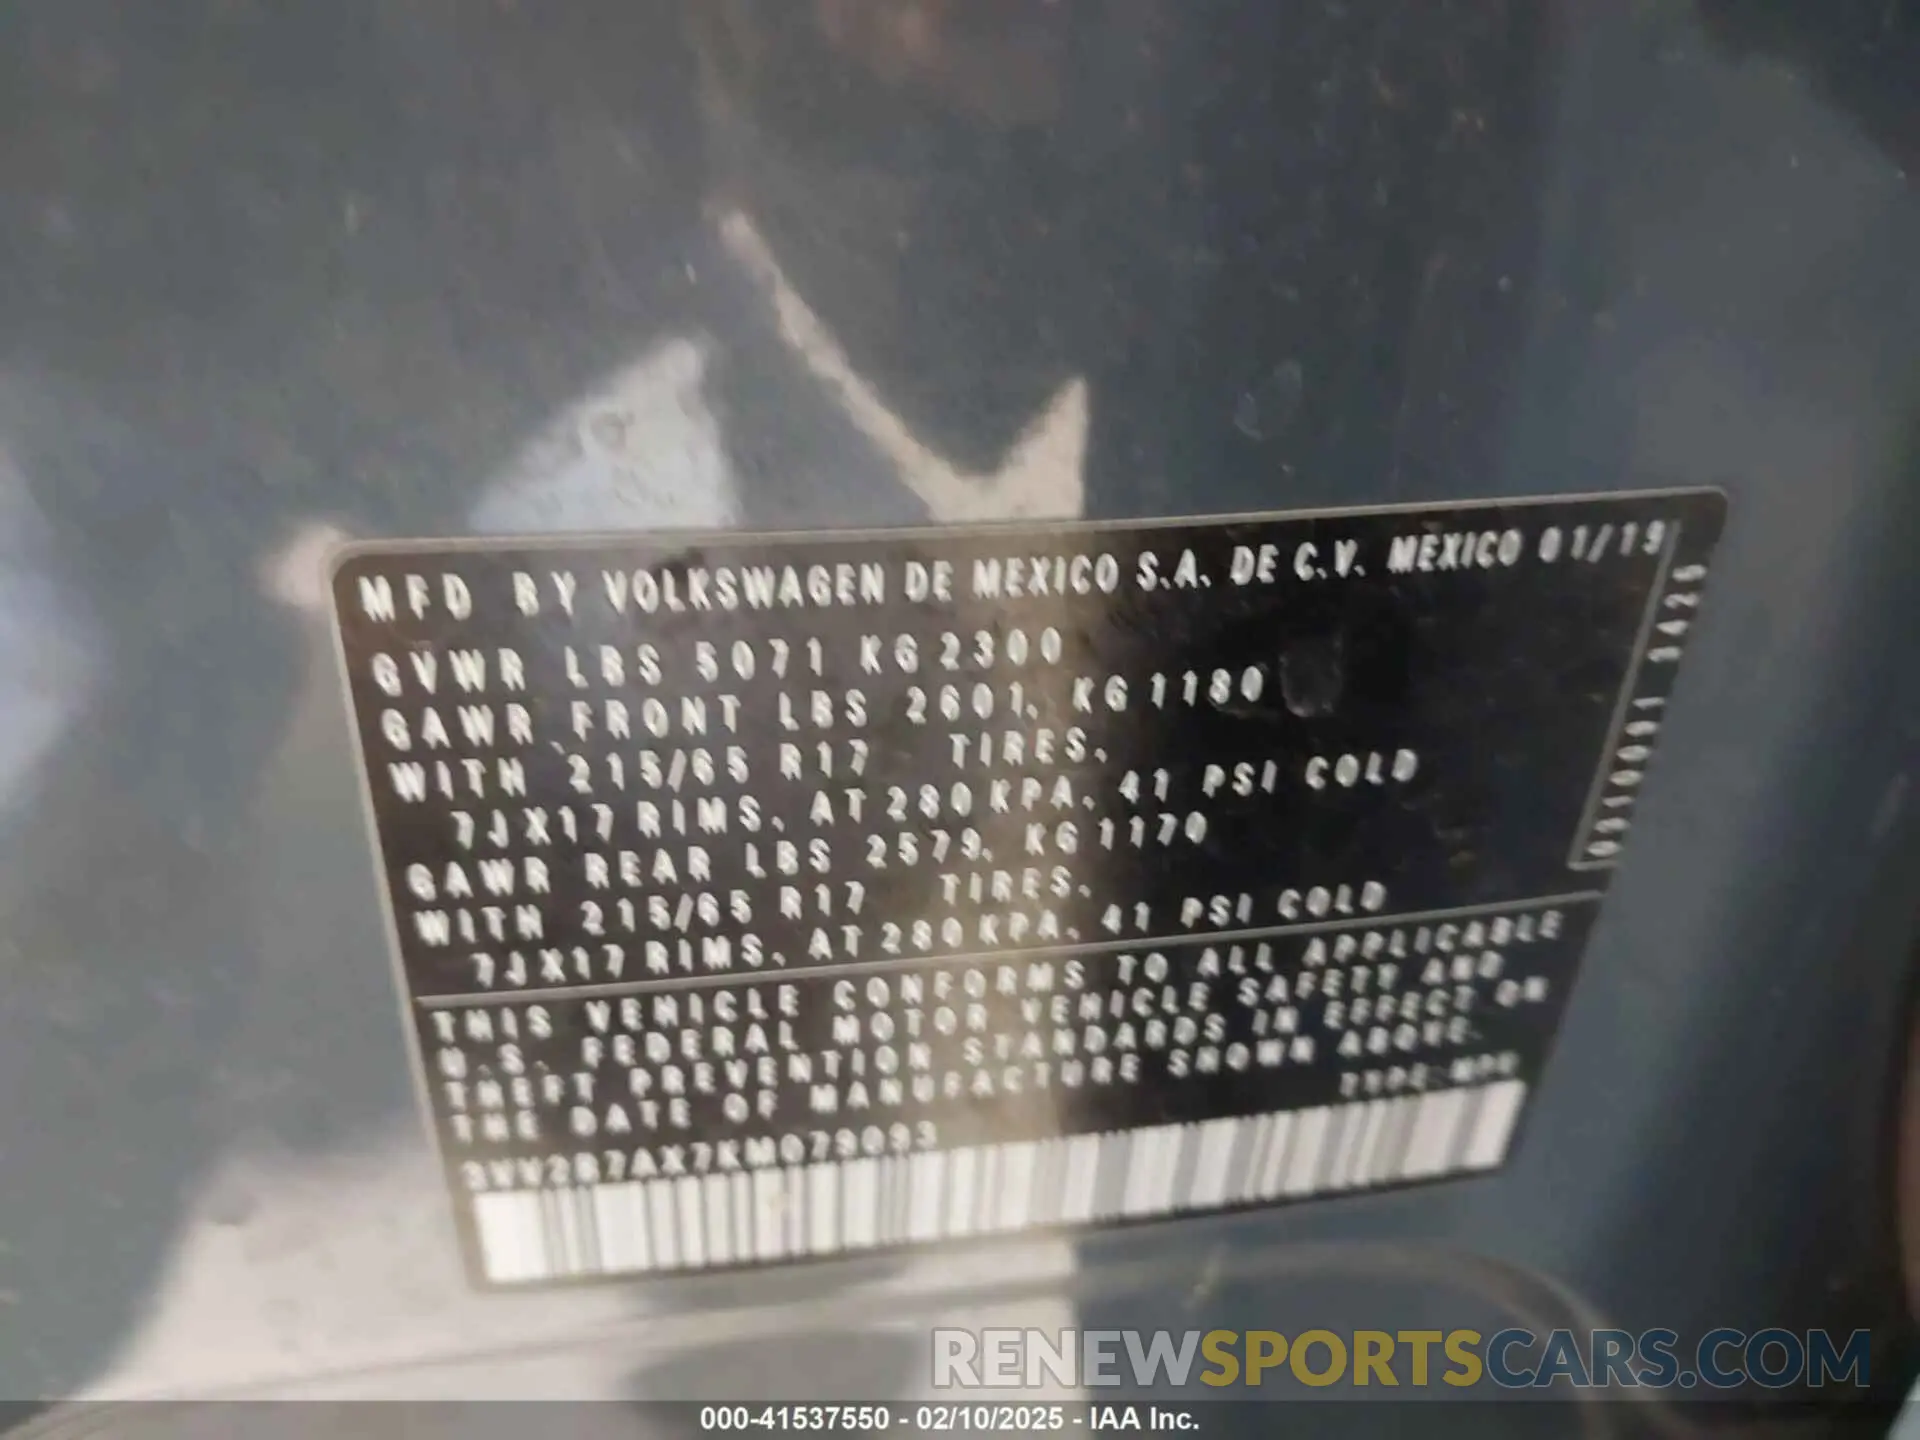 MFD BY VOLKSWAGEN DE MEXICO S.A. DE C.V. MEXICO 01/19
GVWR LBS 5071 KG 2300
GAWR FRONT LBS 2601, KG 1180
WITH 215/65 R17 TIRES,
7JX17 RIMS, AT 280 KPA, 41 PSI COLD
GAWR REAR LBS 2579, KG 1170
WITH 215/65 R17 TIRES,
7JX17 RIMS, AT 280 KPA, 41 PSI COLD
THIS VEHICLE CONFORMS TO ALL APPLICABLE
U.S. FEDERAL MOTOR VEHICLE SAFETY AND
THEFT PREVENTION STANDARDS IN EFFECT ON
THE DATE OF MANUFACTURE SHOWN ABOVE.
TYPE: MPV
3VV2B7AX7KM079093
RENEWSPORTSCARS.COM
000-41537550 - 02/10/2025 - IAA Inc.